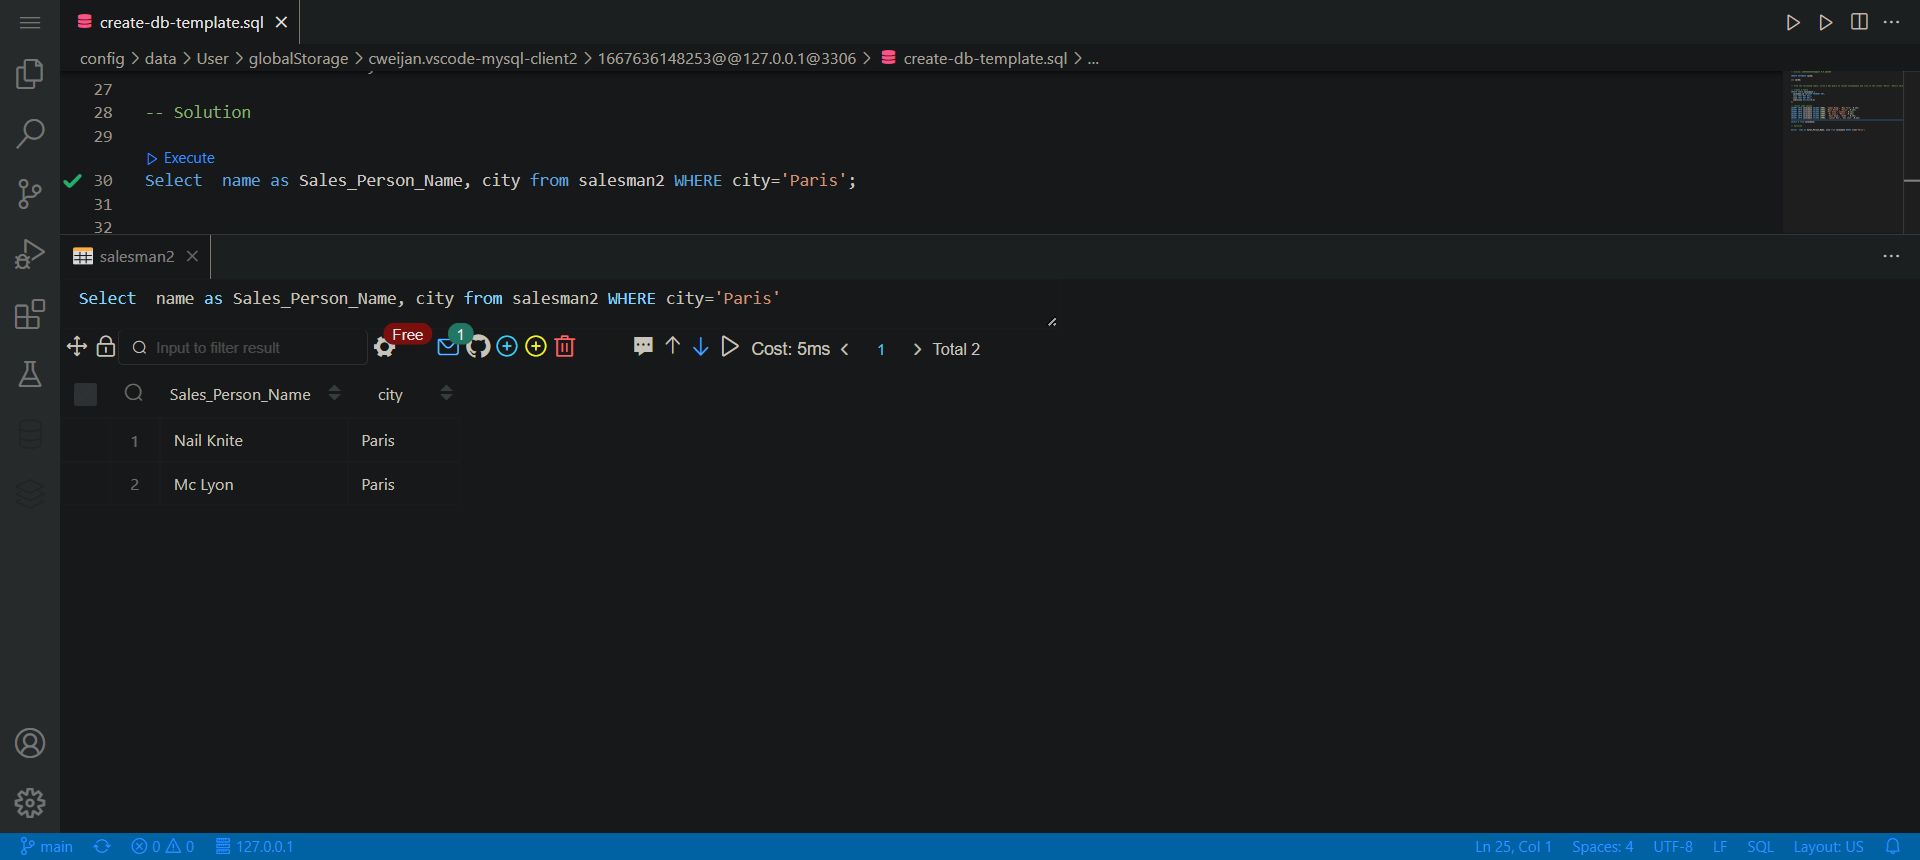 create-db-template.sql
config > data > User > globalStorage > cweijan.vscode-mysql-client2 > 1667636148253@@127.0.0.1@3306 > create-db-template.sql > ...
27
28 -- Solution
29
Execute
30 Select  name as Sales_Person_Name, city from salesman2 WHERE city='Paris';
31
32
salesman2
Select  name as Sales_Person_Name, city from salesman2 WHERE city='Paris'
Input to filter result Free 1 Cost: 5ms < 1 > Total 2
Sales_Person_Name city
1 Nail Knite Paris
2 Mc Lyon Paris
main 0 0 127.0.0.1 Ln 25, Col 1 Spaces: 4 UTF-8 LF SQL Layout: US